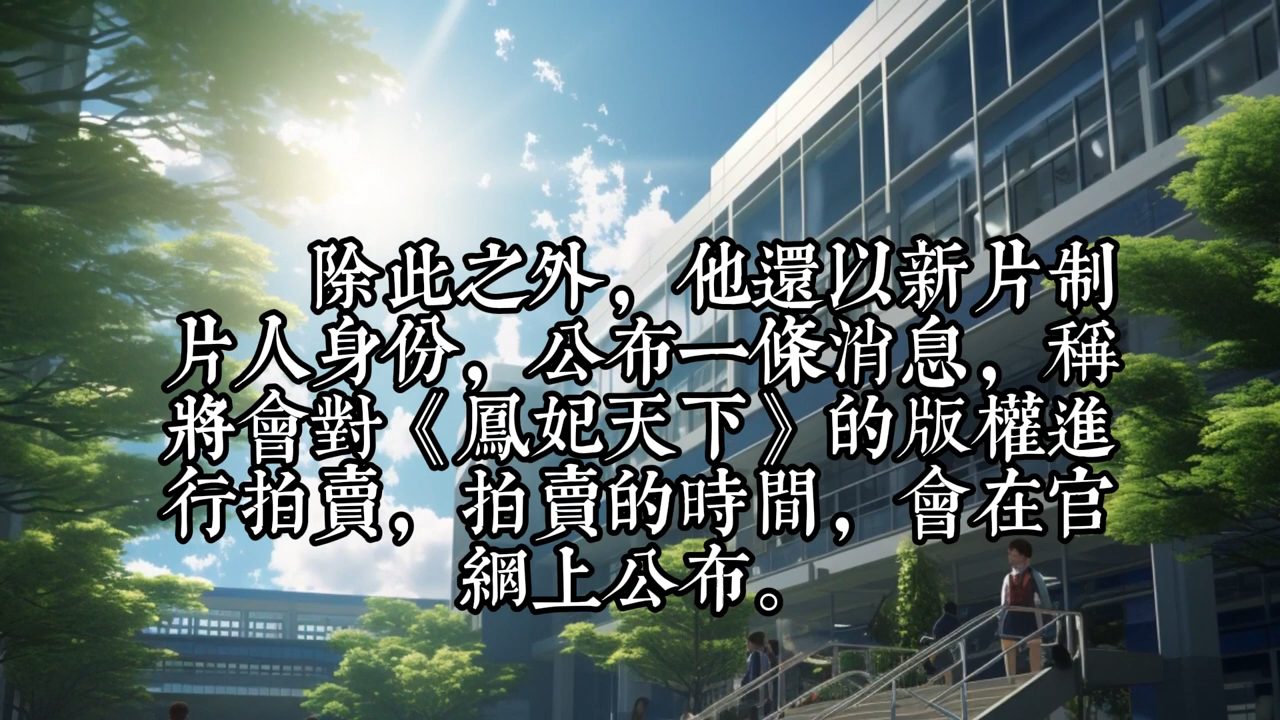 除此之外，他還以新片制
片人身份，公布一條消息，稱
將會對《鳳妃天下》的版權進
行拍賣，拍賣的時間，會在官
網上公布。